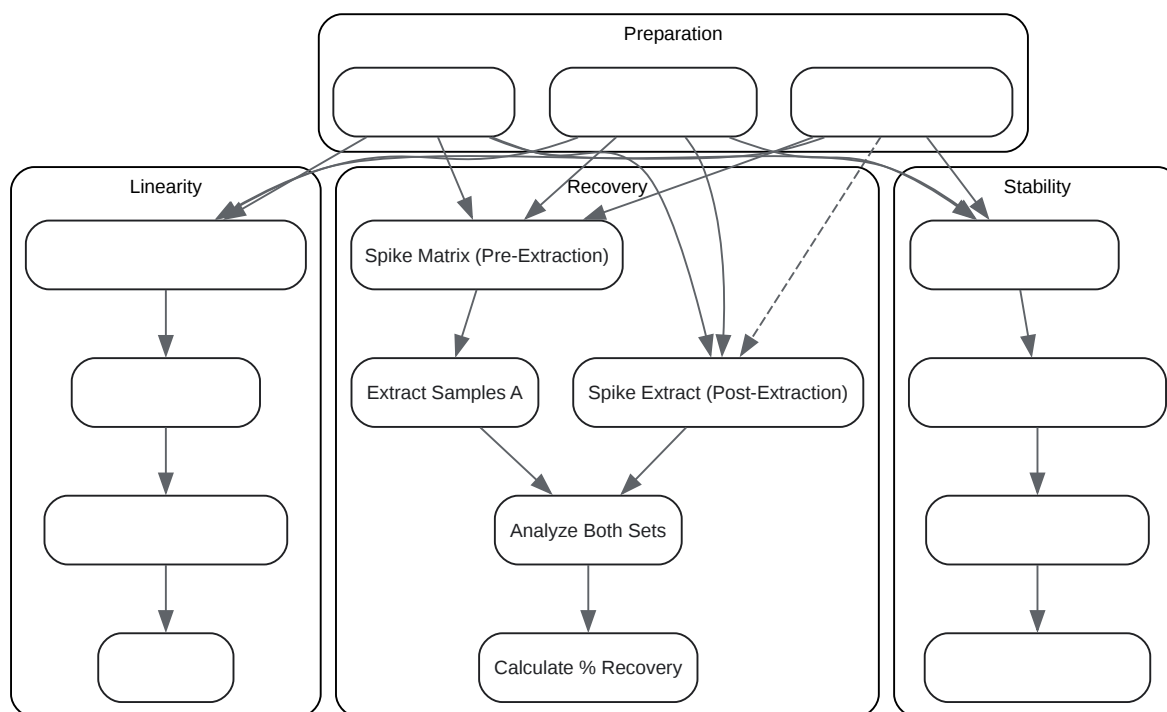 Preparation
Linearity
Recovery
Stability
Spike Matrix (Pre-Extraction)
Extract Samples A
Spike Extract (Post-Extraction)
Analyze Both Sets
Calculate % Recovery